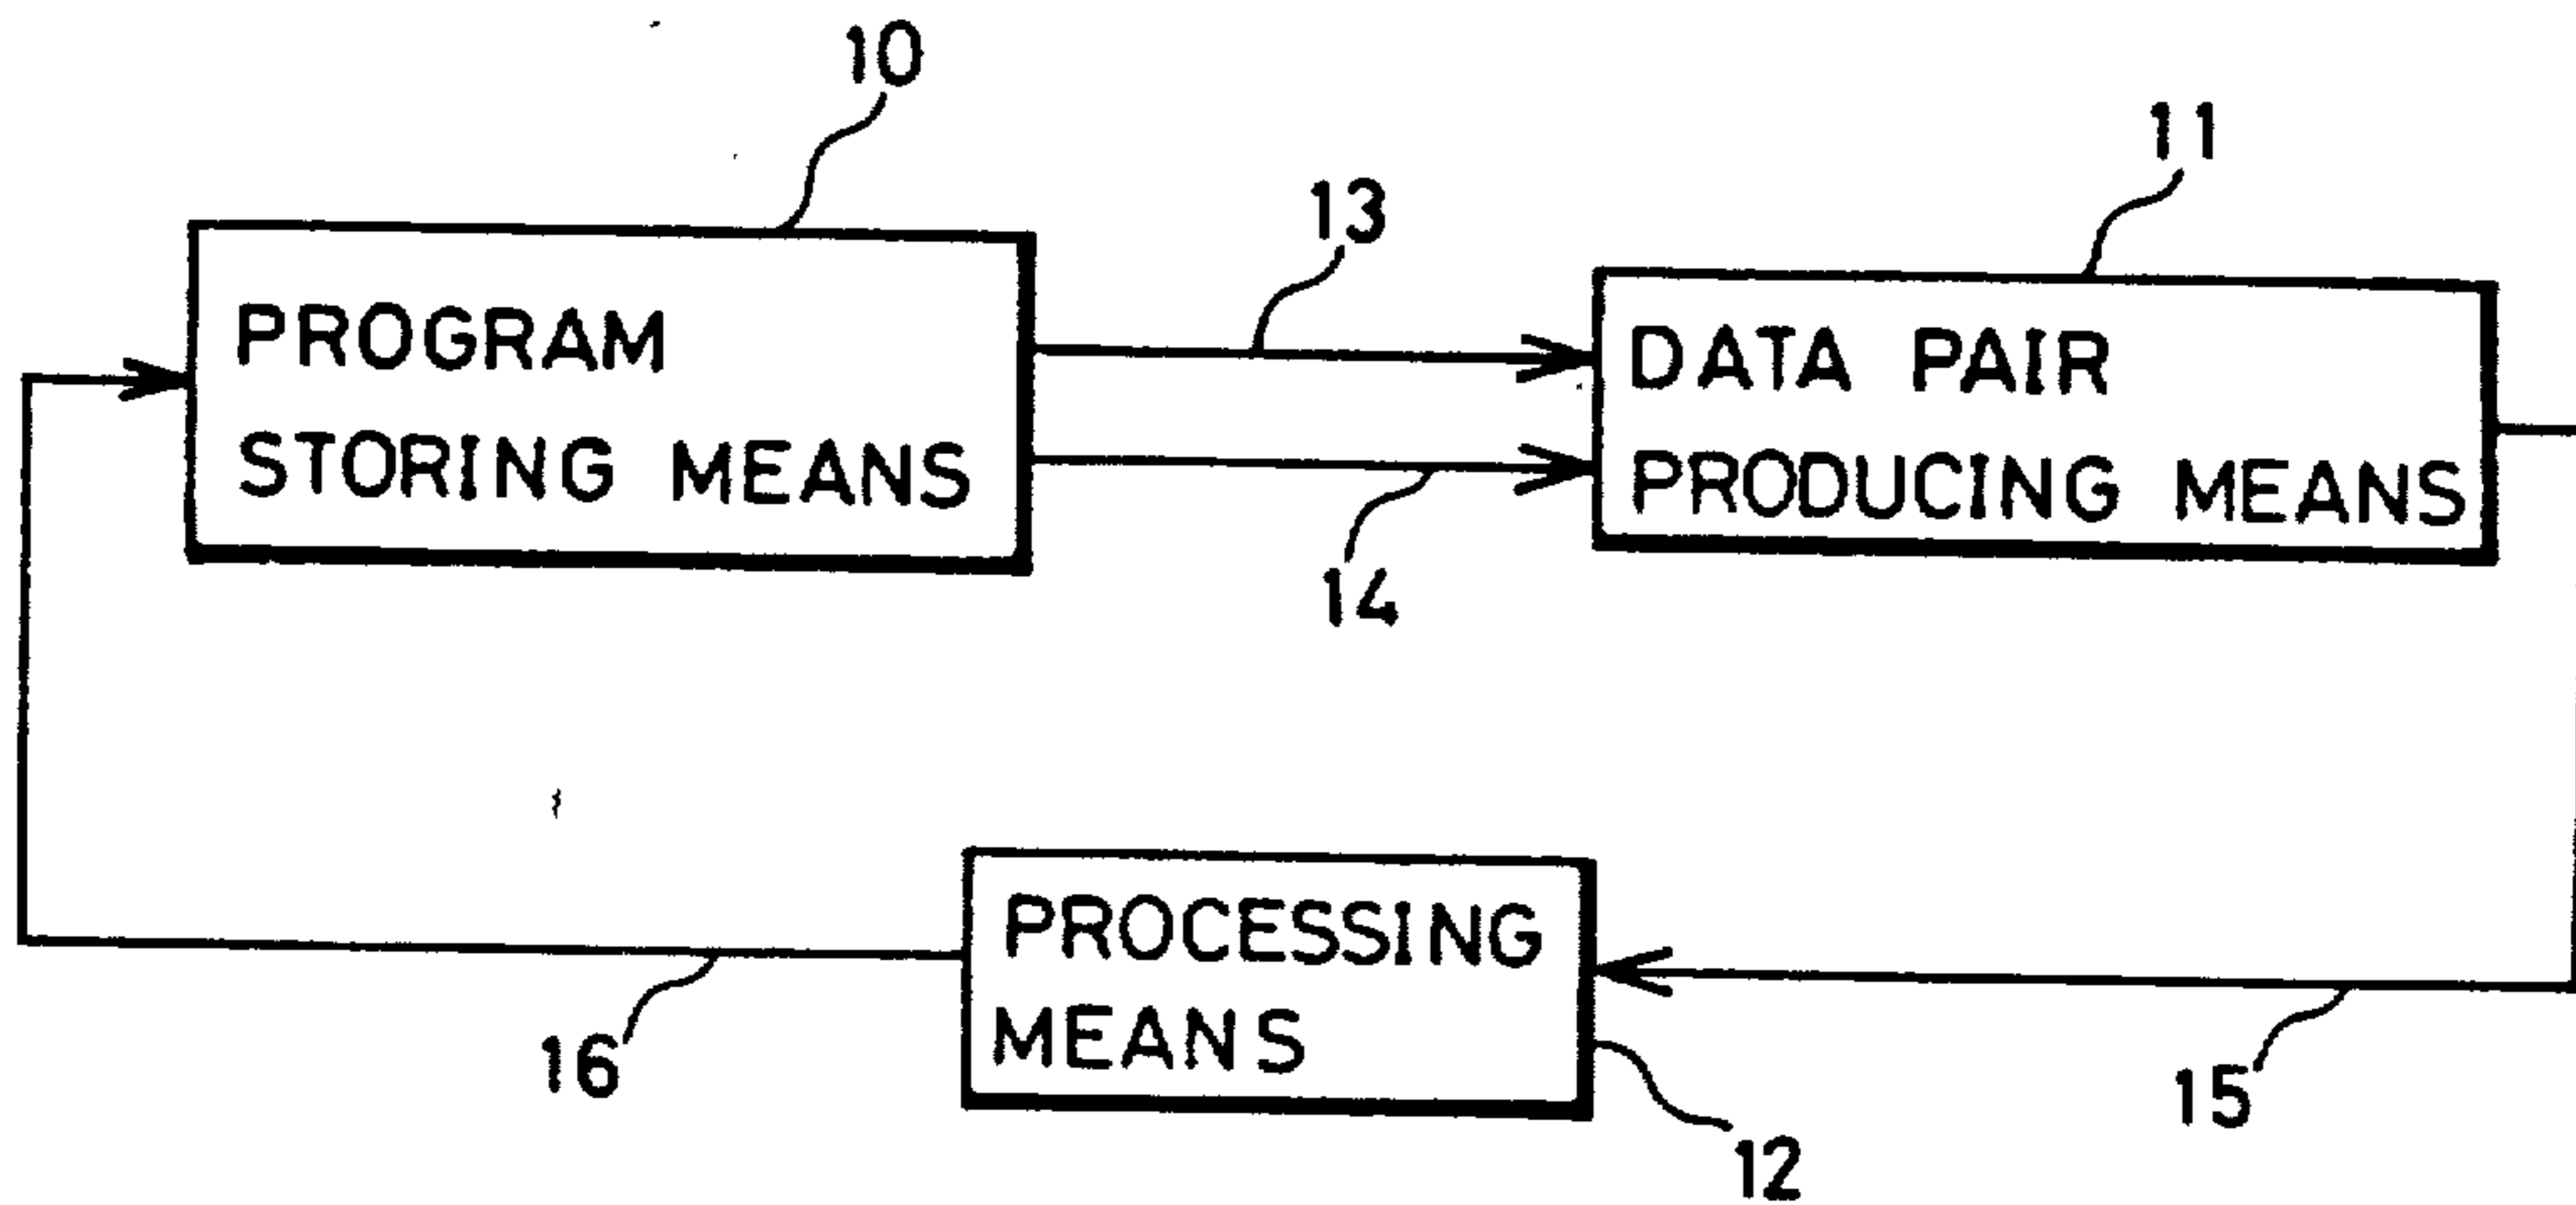 10
11
13
PROGRAM
STORING MEANS
DATA PAIR
PRODUCING MEANS
14
PROCESSING
MEANS
16
15
12